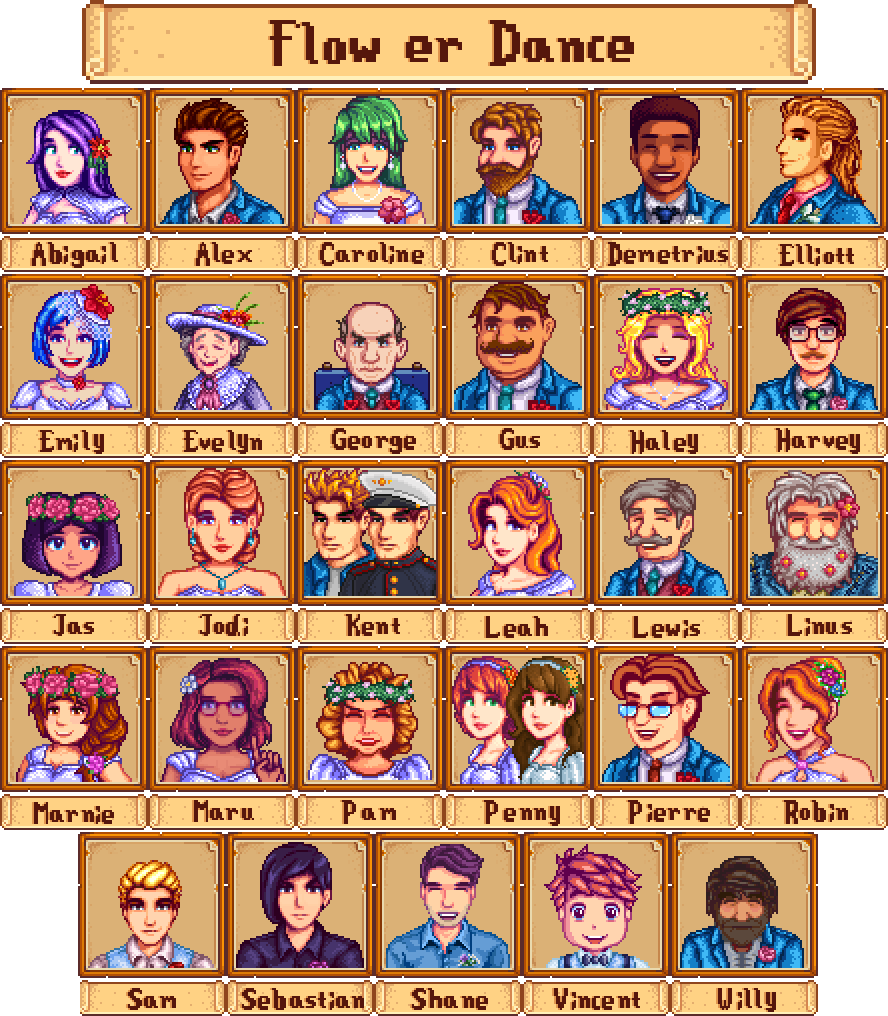 Flow er Dance
Abigail Alex Caroline Clint Demetrius Elliott
Emily Evelyn George Gus Haley Harvey
Jas Jodi Kent Leah Lewis Linus
Marnie Maru Pam Penny Pierre Robin
Sam Sebastian Shane Vincent Willy